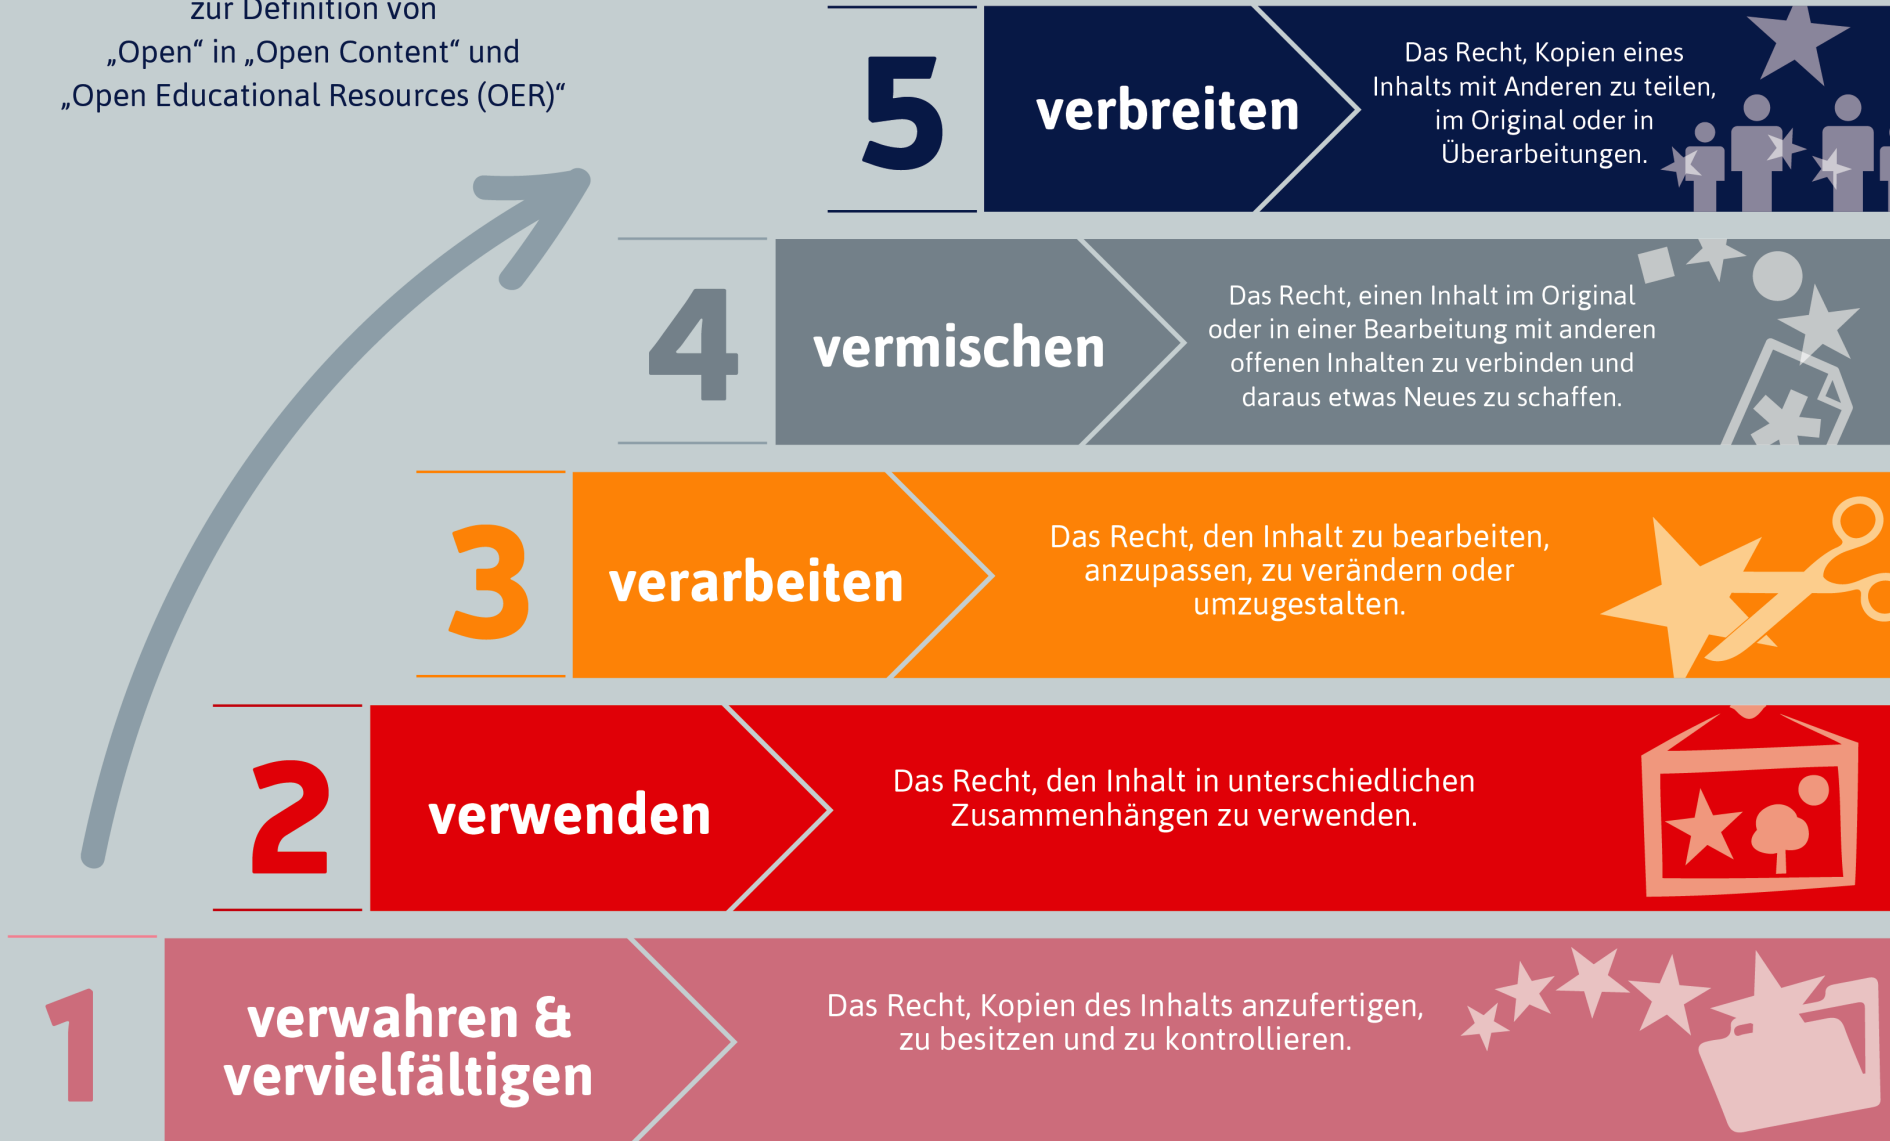 zur Definition von
„Open“ in „Open Content“ und
„Open Educational Resources (OER)“
5
verbreiten
Das Recht, Kopien eines
Inhalts mit Anderen zu teilen,
im Original oder in
Überarbeitungen.
4
vermischen
Das Recht, einen Inhalt im Original
oder in einer Bearbeitung mit anderen
offenen Inhalten zu verbinden und
daraus etwas Neues zu schaffen.
3
verarbeiten
Das Recht, den Inhalt zu bearbeiten,
anzupassen, zu verändern oder
umzugestalten.
2
verwenden
Das Recht, den Inhalt in unterschiedlichen
Zusammenhängen zu verwenden.
1
verwahren &
vervielfältigen
Das Recht, Kopien des Inhalts anzufertigen,
zu besitzen und zu kontrollieren.